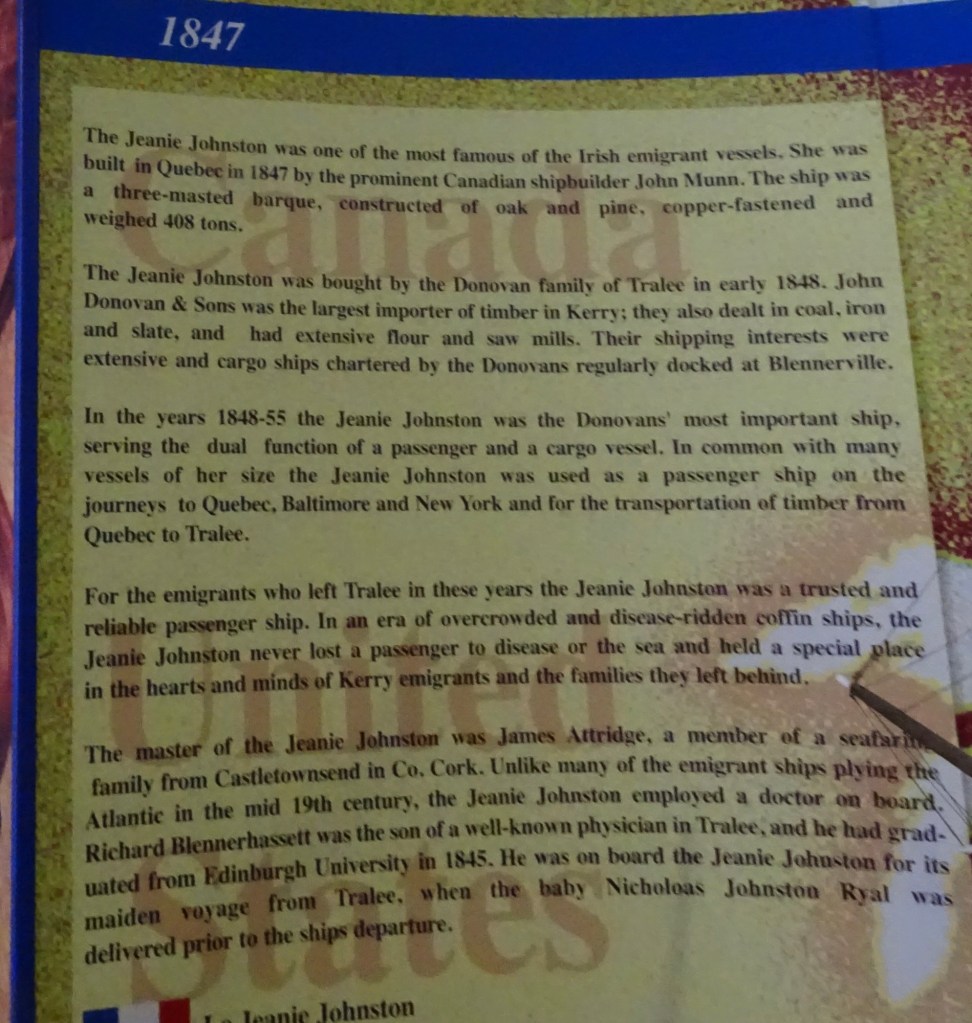 1847
The Jeanie Johnston was one of the most famous of the Irish emigrant vessels. She was
built in Quebec in 1847 by the prominent Canadian shipbuilder John Munn. The ship was
a three-masted barque, constructed of oak and pine, copper-fastened and
weighed 408 tons.
Canada
The Jeanie Johnston was bought by the Donovan family of Tralee in early 1848. John
Donovan & Sons was the largest importer of timber in Kerry; they also dealt in coal, iron
and slate, and had extensive flour and saw mills. Their shipping interests were
extensive and cargo ships chartered by the Donovans regularly docked at Blennerville.
In the years 1848-55 the Jeanie Johnston was the Donovans' most important ship,
serving the dual function of a passenger and a cargo vessel. In common with many
vessels of her size the Jeanie Johnston was used as a passenger ship on the
journeys to Quebec, Baltimore and New York and for the transportation of timber from
Quebec to Tralee.
For the emigrants who left Tralee in these years the Jeanie Johnston was a trusted and
reliable passenger ship. In an era of overcrowded and disease-ridden coffin ships, the
Jeanie Johnston never lost a passenger to disease or the sea and held a special place
in the hearts and minds of Kerry emigrants and the families they left behind.
United
The master of the Jeanie Johnston was James Attridge, a member of a seafaring
family from Castletownsend in Co. Cork. Unlike many of the emigrant ships plying the
Atlantic in the mid 19th century, the Jeanie Johnston employed a doctor on board.
Richard Blennerhassett was the son of a well-known physician in Tralee, and he had grad-
uated from Edinburgh University in 1845. He was on board the Jeanie Johnston for its
maiden voyage from Tralee, when the baby Nicholoas Johnston Ryal was
delivered prior to the ships departure.
States
Le Jeanie Johnston